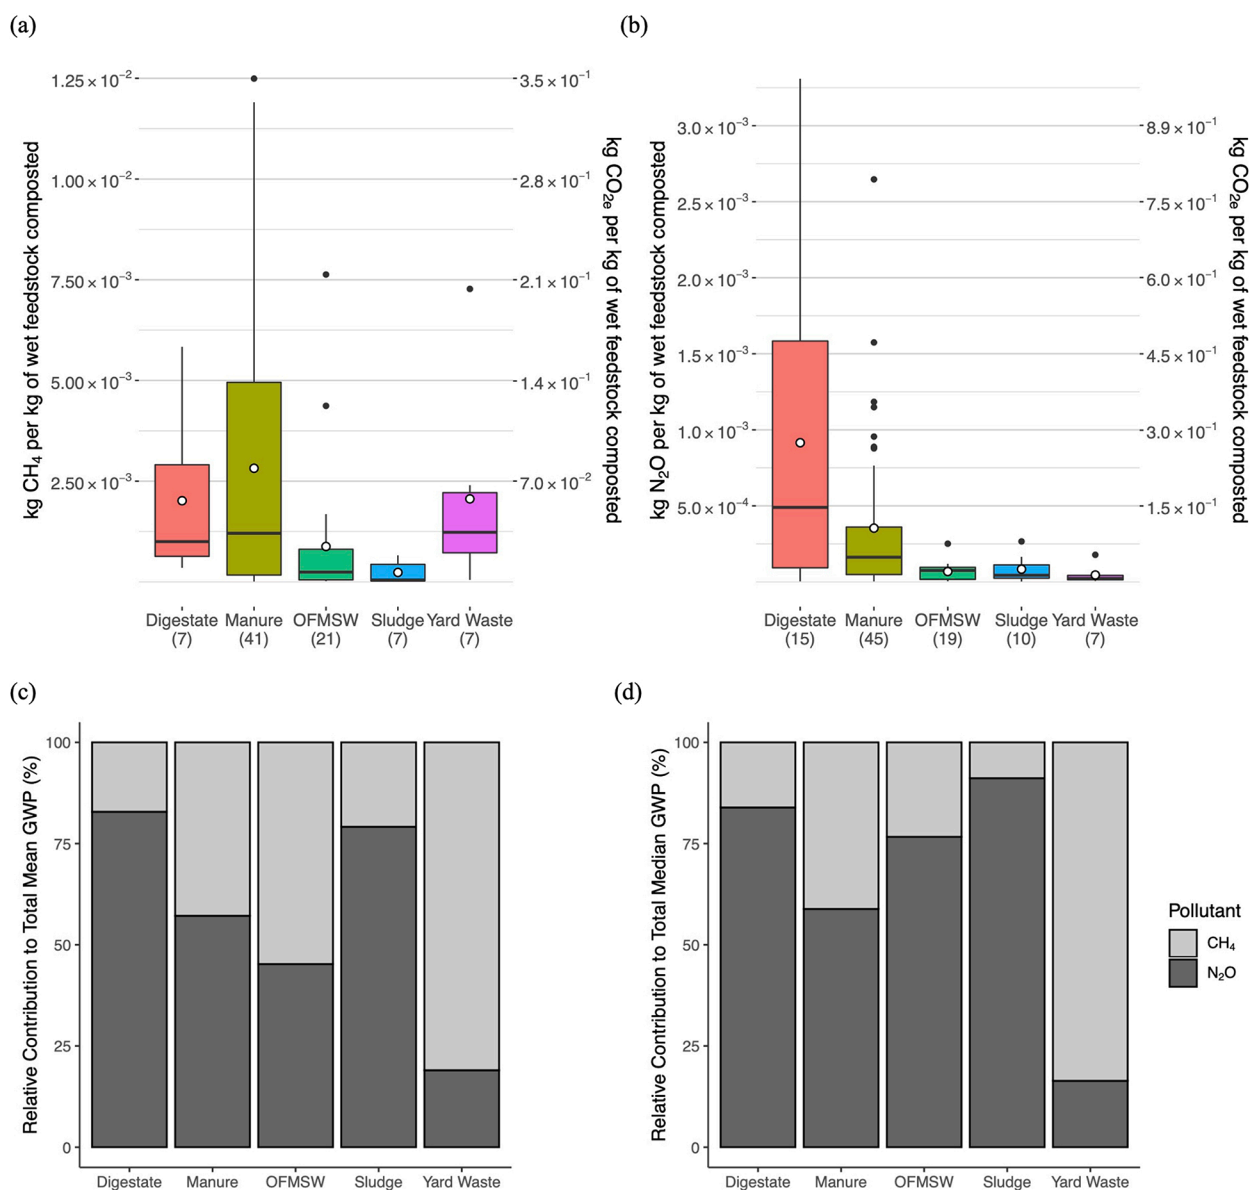 (a)
kg CH₄ per kg of wet feedstock composted
1.25 × 10⁻²
1.00 × 10⁻²
7.50 × 10⁻³
5.00 × 10⁻³
2.50 × 10⁻³
3.5 × 10⁻¹
2.8 × 10⁻¹
2.1 × 10⁻¹
1.4 × 10⁻¹
7.0 × 10⁻²
kg CO₂ₑ per kg of wet feedstock composted
Digestate Manure OFMSW Sludge Yard Waste
(7) (41) (21) (7) (7)
(b)
kg N₂O per kg of wet feedstock composted
3.0 × 10⁻³
2.5 × 10⁻³
2.0 × 10⁻³
1.5 × 10⁻³
1.0 × 10⁻³
5.0 × 10⁻⁴
8.9 × 10⁻¹
7.5 × 10⁻¹
6.0 × 10⁻¹
4.5 × 10⁻¹
3.0 × 10⁻¹
1.5 × 10⁻¹
kg CO₂ₑ per kg of wet feedstock composted
Digestate Manure OFMSW Sludge Yard Waste
(15) (45) (19) (10) (7)
(c)
Relative Contribution to Total Mean GWP (%)
100
75
50
25
0
Digestate Manure OFMSW Sludge Yard Waste
(d)
Relative Contribution to Total Median GWP (%)
100
75
50
25
0
Digestate Manure OFMSW Sludge Yard Waste
Pollutant
CH₄
N₂O